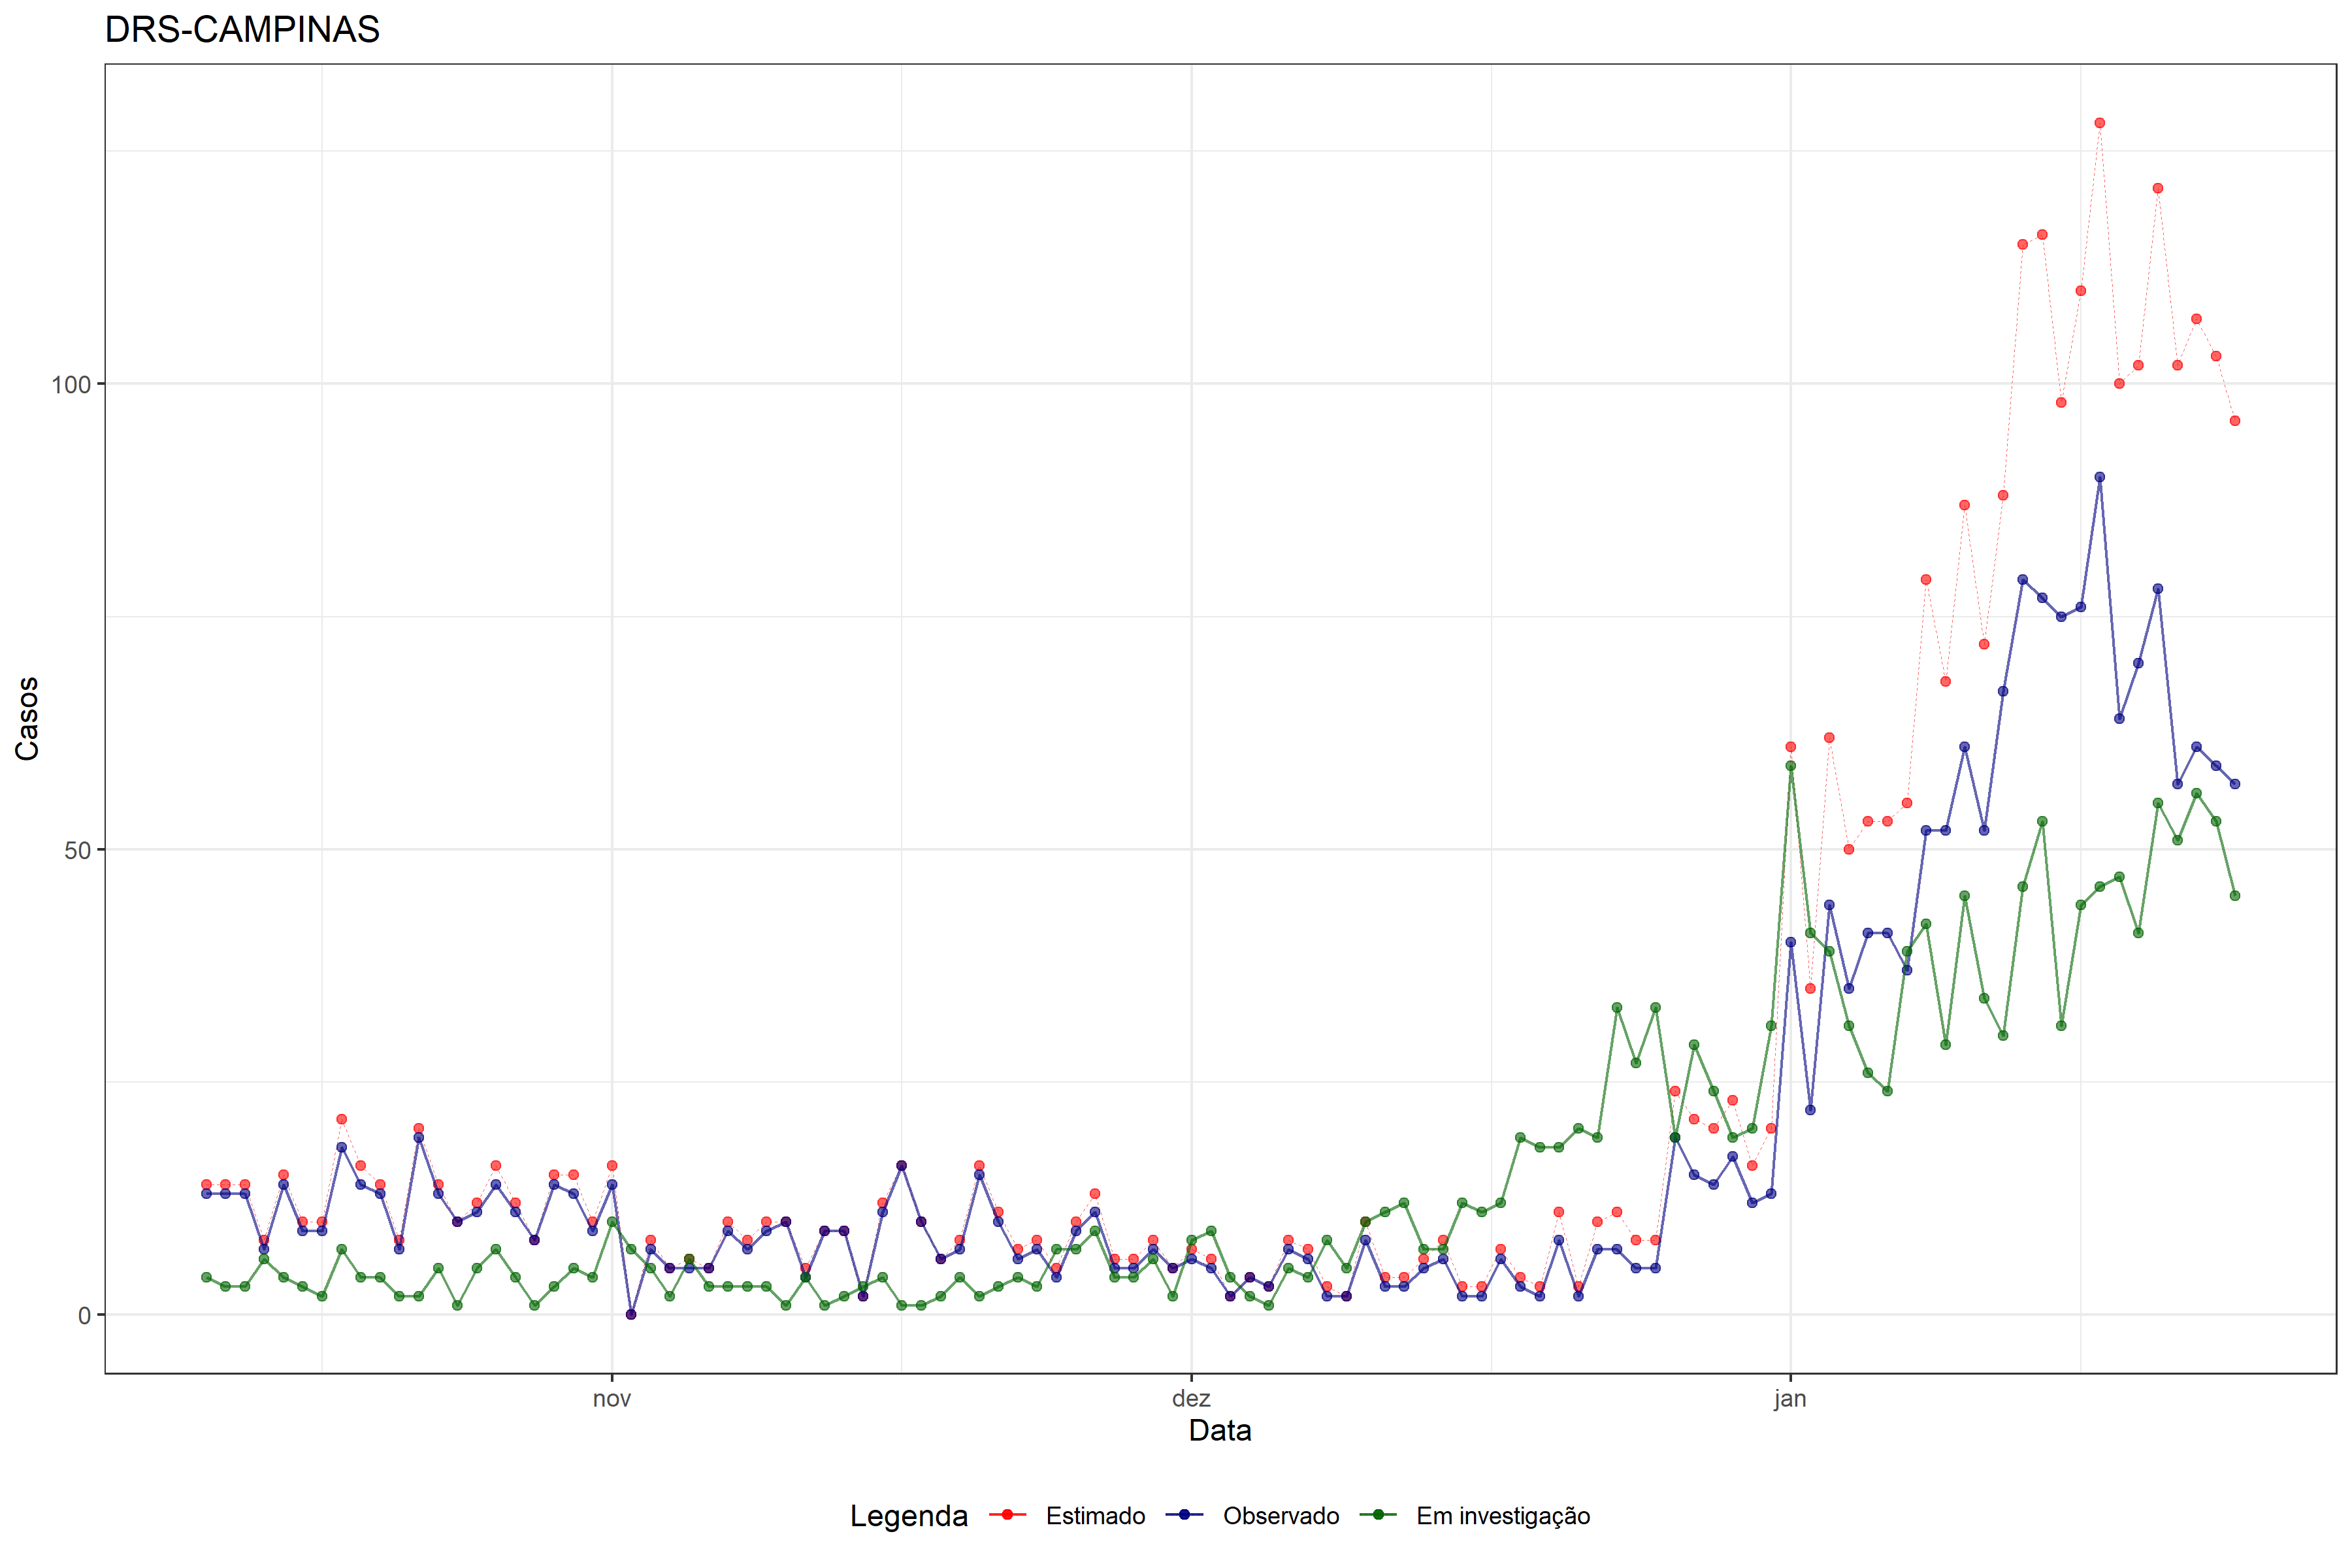 DRS-CAMPINAS
Casos
100
50
0
nov
dez
jan
Data
Legenda
Estimado
Observado
Em investigação